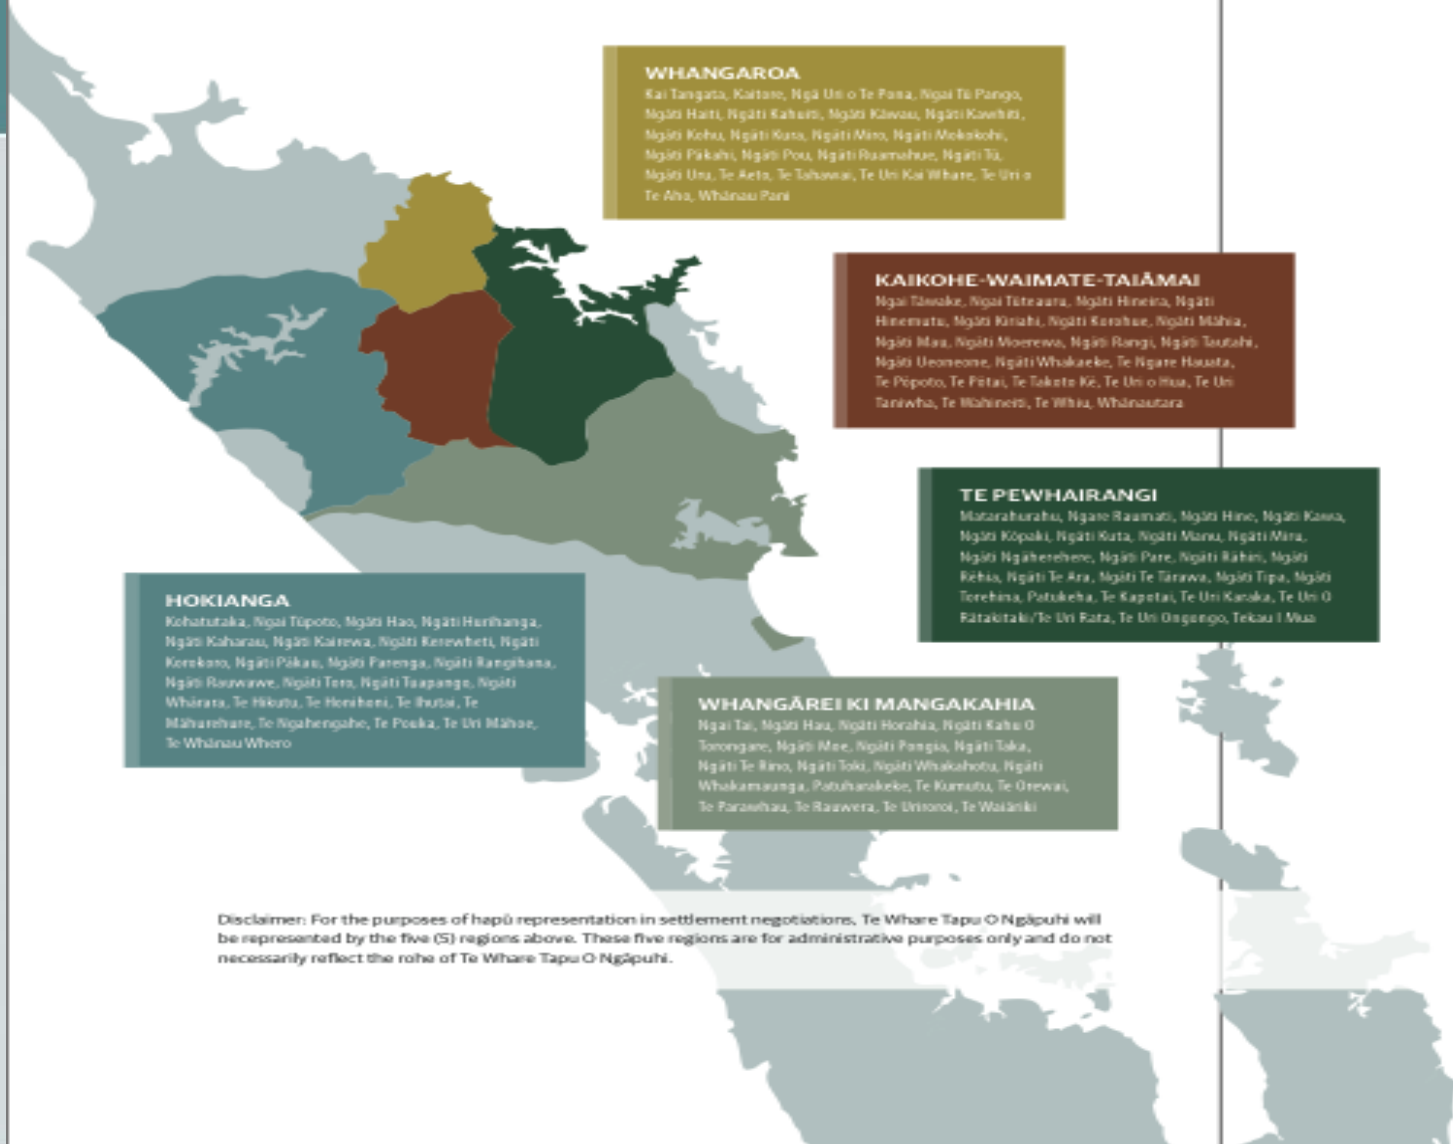 WHANGAROA
Kai Tangata, Kaitore, Ngā Uri o Te Pona, Ngai Tū Pango,
Ngāti Haiti, Ngāti Kahuiti, Ngāti Kāwau, Ngāti Kawhiti,
Ngāti Kohu, Ngāti Kura, Ngāti Miro, Ngāti Mokokohi,
Ngāti Pākahi, Ngāti Pou, Ngāti Ruamahue, Ngāti Tū,
Ngāti Uru, Te Aeto, Te Tahawai, Te Uri Kai Whare, Te Uri o
Te Aho, Whānau Pani
KAIKOHE-WAIMATE-TAIĀMAI
Ngai Tāwake, Ngai Tūteauru, Ngāti Hineira, Ngāti
Hinemutu, Ngāti Kiriahi, Ngāti Korohue, Ngāti Māhia,
Ngāti Mau, Ngāti Moerewa, Ngāti Rangi, Ngāti Tautahi,
Ngāti Ueoneone, Ngāti Whakaeke, Te Ngare Hauata,
Te Pōpoto, Te Pōtai, Te Takoto Kē, Te Uri o Hua, Te Uri
Taniwha, Te Wahineiti, Te Whiu, Whānautara
TE PEWHAIRANGI
Matarahurahu, Ngare Raumati, Ngāti Hine, Ngāti Kawa,
Ngāti Kōpaki, Ngāti Kuta, Ngāti Manu, Ngāti Miru,
Ngāti Ngāherehere, Ngāti Pare, Ngāti Rāhiri, Ngāti
Rēhia, Ngāti Te Ara, Ngāti Te Tārawa, Ngāti Tipa, Ngāti
Torehina, Patukeha, Te Kapotai, Te Uri Karaka, Te Uri O
Rātakitaki/Te Uri Rata, Te Uri Ongongo, Tekau I Mua
HOKIANGA
Kohatutaka, Ngai Tūpoto, Ngāti Hao, Ngāti Hurihanga,
Ngāti Kaharau, Ngāti Kairewa, Ngāti Kerewheti, Ngāti
Korokoro, Ngāti Pākau, Ngāti Parenga, Ngāti Rangihana,
Ngāti Rauwawe, Ngāti Toro, Ngāti Tuapango, Ngāti
Whārara, Te Hikutu, Te Honihoni, Te Ihutai, Te
Māhurehure, Te Ngahengahe, Te Pouka, Te Uri Māhoe,
Te Whānau Whero
WHANGĀREI KI MANGAKAHIA
Ngai Tai, Ngāti Hau, Ngāti Horahia, Ngāti Kahu O
Torongare, Ngāti Moe, Ngāti Pongia, Ngāti Taka,
Ngāti Te Rino, Ngāti Toki, Ngāti Whakahotu, Ngāti
Whakamaunga, Patuharakeke, Te Kumutu, Te Orewai,
Te Parawhau, Te Rauwera, Te Uriroroi, Te Waiāriki
Disclaimer: For the purposes of hapū representation in settlement negotiations, Te Whare Tapu O Ngāpuhi will
be represented by the five (5) regions above. These five regions are for administrative purposes only and do not
necessarily reflect the rohe of Te Whare Tapu O Ngāpuhi.